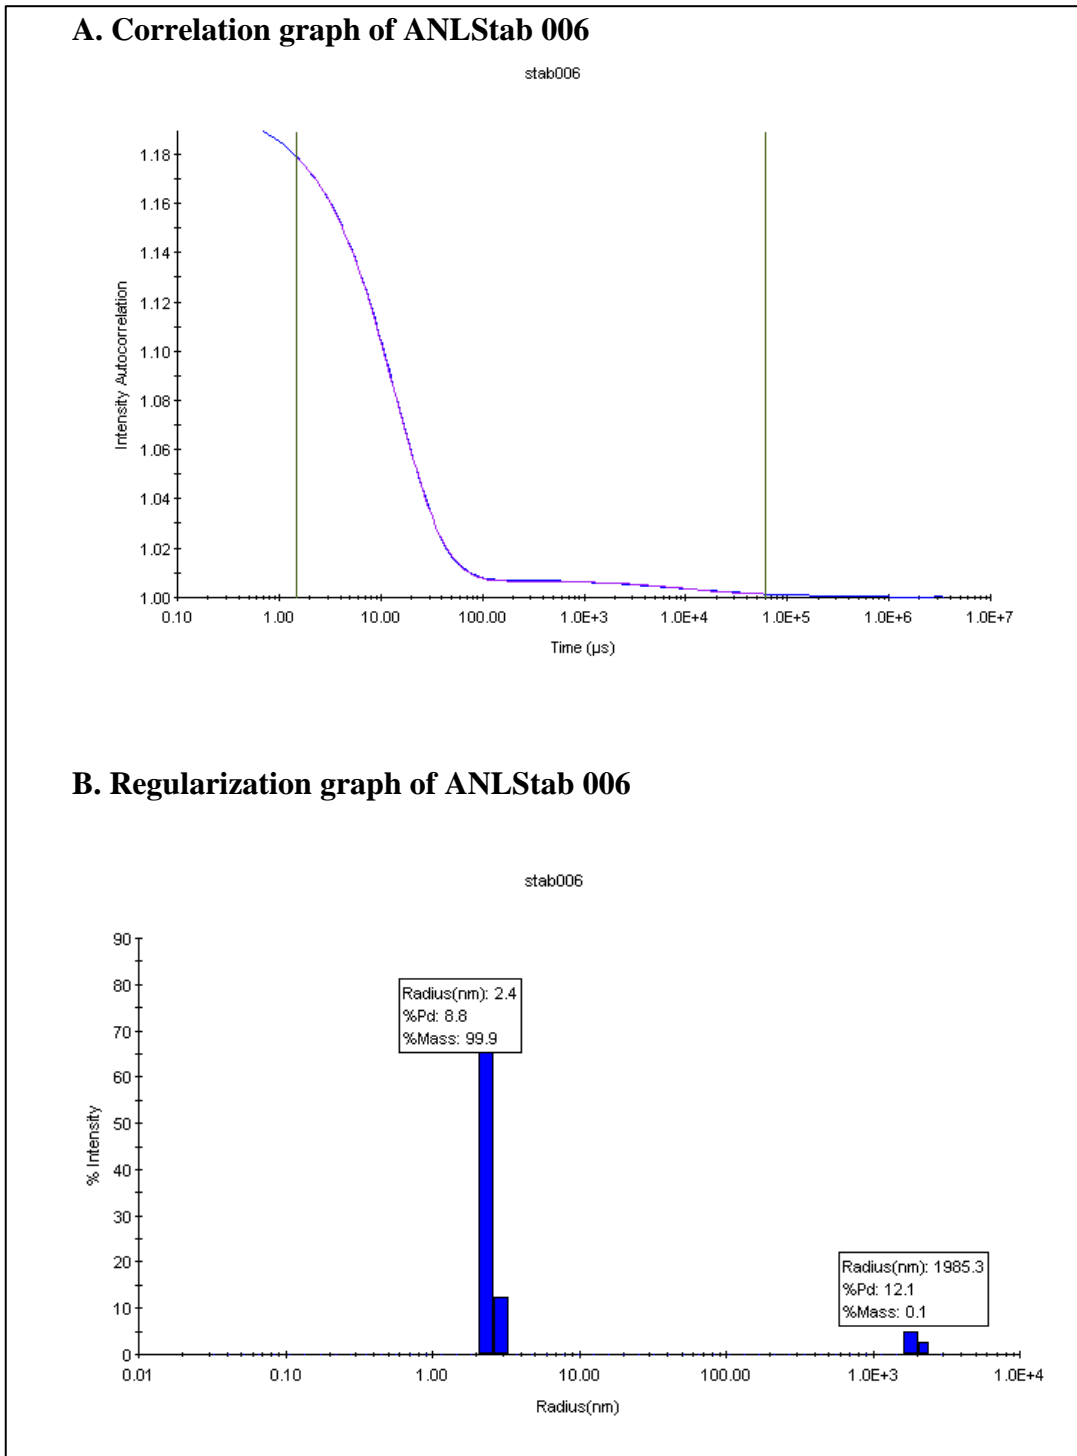 A. Correlation graph of ANLStab 006
stab006
1.18
1.16
1.14
1.12
1.10
1.08
1.06
1.04
1.02
1.00
Intensity Autocorrelation
0.10 1.00 10.00 100.00 1.0E+3 1.0E+4 1.0E+5 1.0E+6 1.0E+7
Time (µs)
B. Regularization graph of ANLStab 006
stab006
90
80
70
60
50
40
30
20
10
0
% Intensity
Radius(nm): 2.4
%Pd: 8.8
%Mass: 99.9
Radius(nm): 1985.3
%Pd: 12.1
%Mass: 0.1
0.01 0.10 1.00 10.00 100.00 1.0E+3 1.0E+4
Radius(nm)